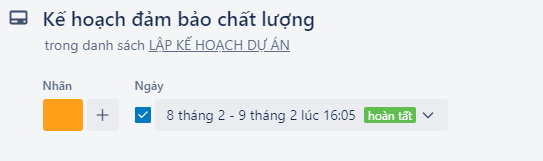 Kế hoạch đảm bảo chất lượng
trong danh sách LẬP KẾ HOẠCH DỰ ÁN
Nhãn
Ngày
8 tháng 2 - 9 tháng 2 lúc 16:05 hoàn tất